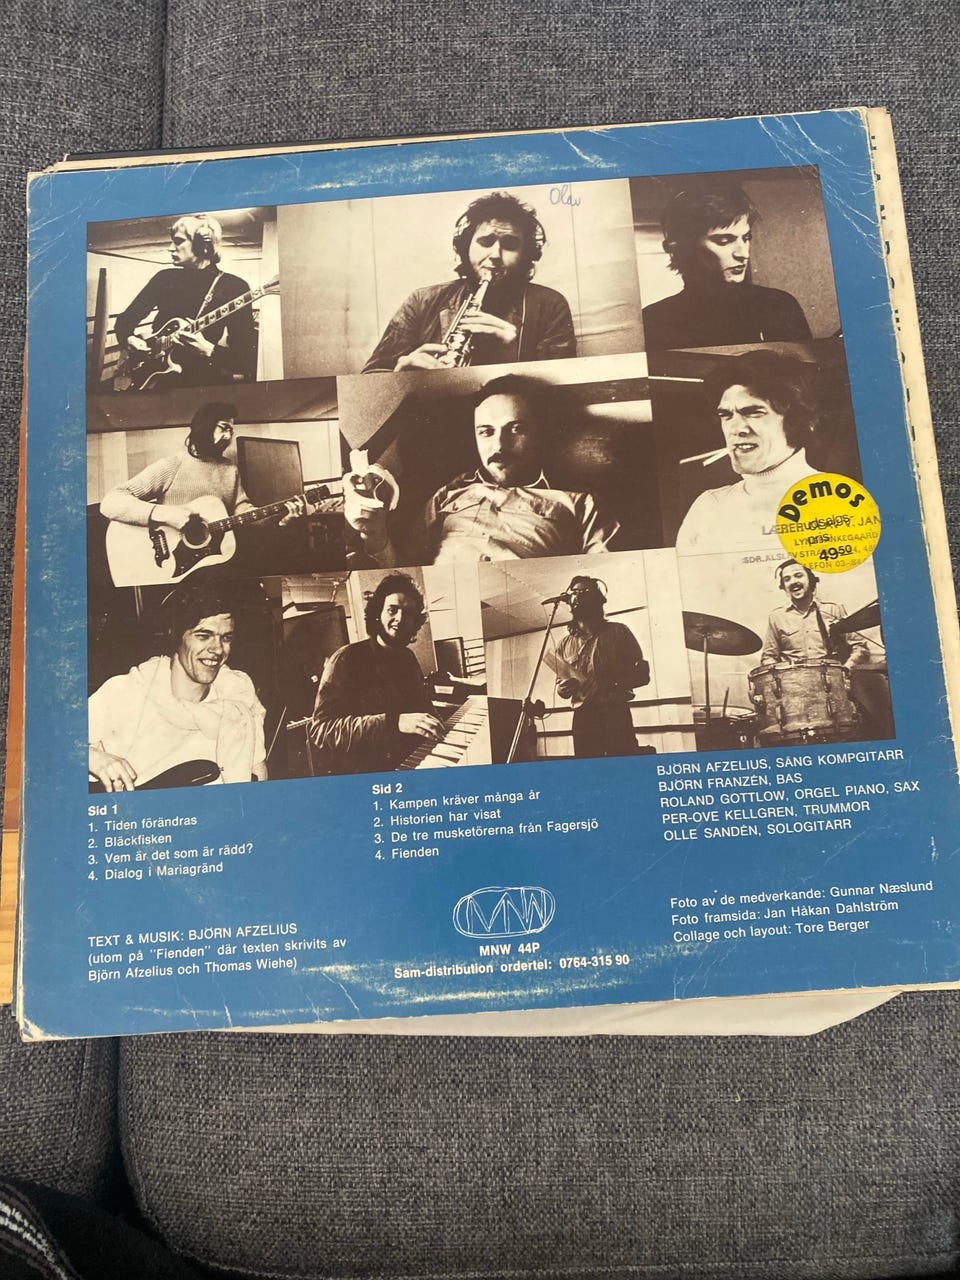 Olav
Demos
udsalgs-
pris
49⁵⁰
Sid 1
1. Tiden förändras
2. Bläckfisken
3. Vem är det som är rädd?
4. Dialog i Mariagränd
Sid 2
1. Kampen kräver många år
2. Historien har visat
3. De tre musketörerna från Fagersjö
4. Fienden
BJÖRN AFZELIUS, SÅNG KOMPGITARR
BJÖRN FRANZÉN, BAS
ROLAND GOTTLOW, ORGEL PIANO, SAX
PER-OVE KELLGREN, TRUMMOR
OLLE SANDÉN, SOLOGITARR
TEXT & MUSIK: BJÖRN AFZELIUS
(utom på "Fienden" där texten skrivits av
Björn Afzelius och Thomas Wiehe)
MNW
MNW 44P
Sam-distribution ordertel: 0764-315 90
Foto av de medverkande: Gunnar Næslund
Foto framsida: Jan Håkan Dahlström
Collage och layout: Tore Berger